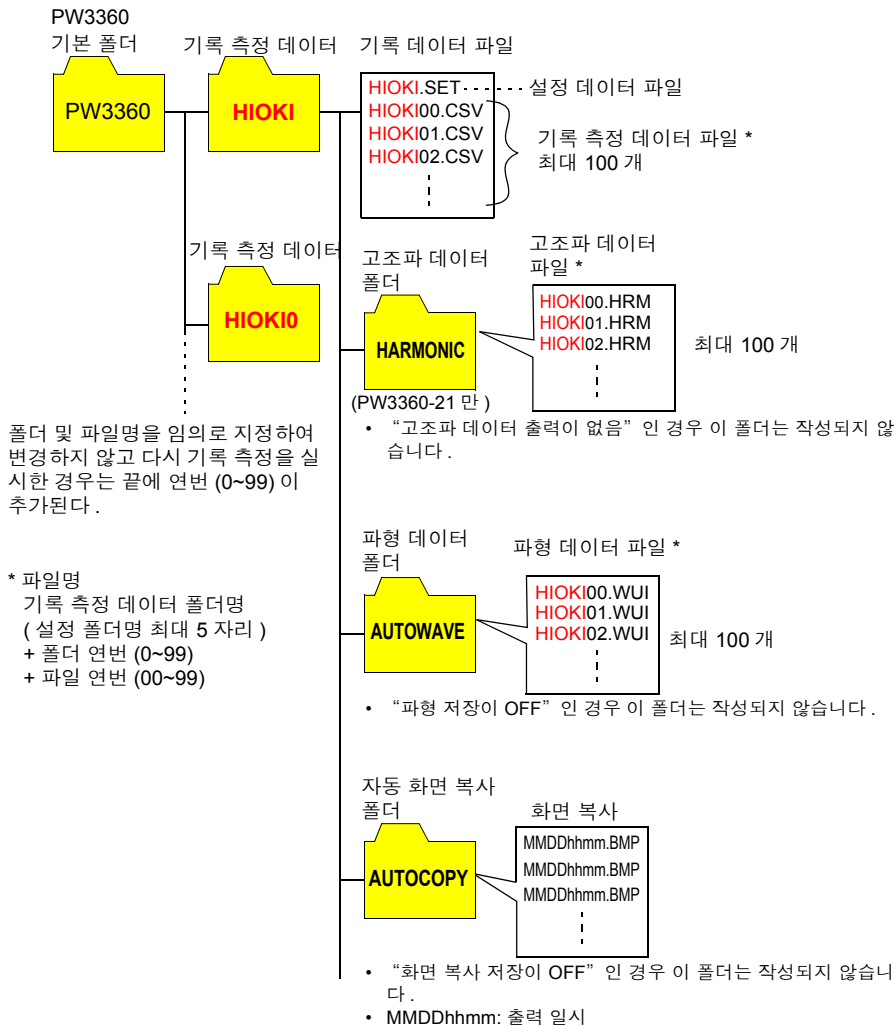 PW3360
기본 폴더
기록 측정 데이터
기록 데이터 파일
PW3360
HIOKI
HIOKI.SET
설정 데이터 파일
HIOKI00.CSV
HIOKI01.CSV
HIOKI02.CSV
기록 측정 데이터 파일 *
최대 100 개
기록 측정 데이터
HIOKI0
고조파 데이터
폴더
HARMONIC
(PW3360-21 만 )
고조파 데이터
파일 *
HIOKI00.HRM
HIOKI01.HRM
HIOKI02.HRM
최대 100 개
• “고조파 데이터 출력이 없음” 인 경우 이 폴더는 작성되지 않
습니다 .
폴더 및 파일명을 임의로 지정하여
변경하지 않고 다시 기록 측정을 실
시한 경우는 끝에 연번 (0~99) 이
추가된다 .
* 파일명
기록 측정 데이터 폴더명
( 설정 폴더명 최대 5 자리 )
+ 폴더 연번 (0~99)
+ 파일 연번 (00~99)
파형 데이터
폴더
AUTOWAVE
파형 데이터 파일 *
HIOKI00.WUI
HIOKI01.WUI
HIOKI02.WUI
최대 100 개
• “파형 저장이 OFF” 인 경우 이 폴더는 작성되지 않습니다 .
자동 화면 복사
폴더
AUTOCOPY
화면 복사
MMDDhhmm.BMP
MMDDhhmm.BMP
MMDDhhmm.BMP
• “화면 복사 저장이 OFF” 인 경우 이 폴더는 작성되지 않습니
다 .
• MMDDhhmm: 출력 일시